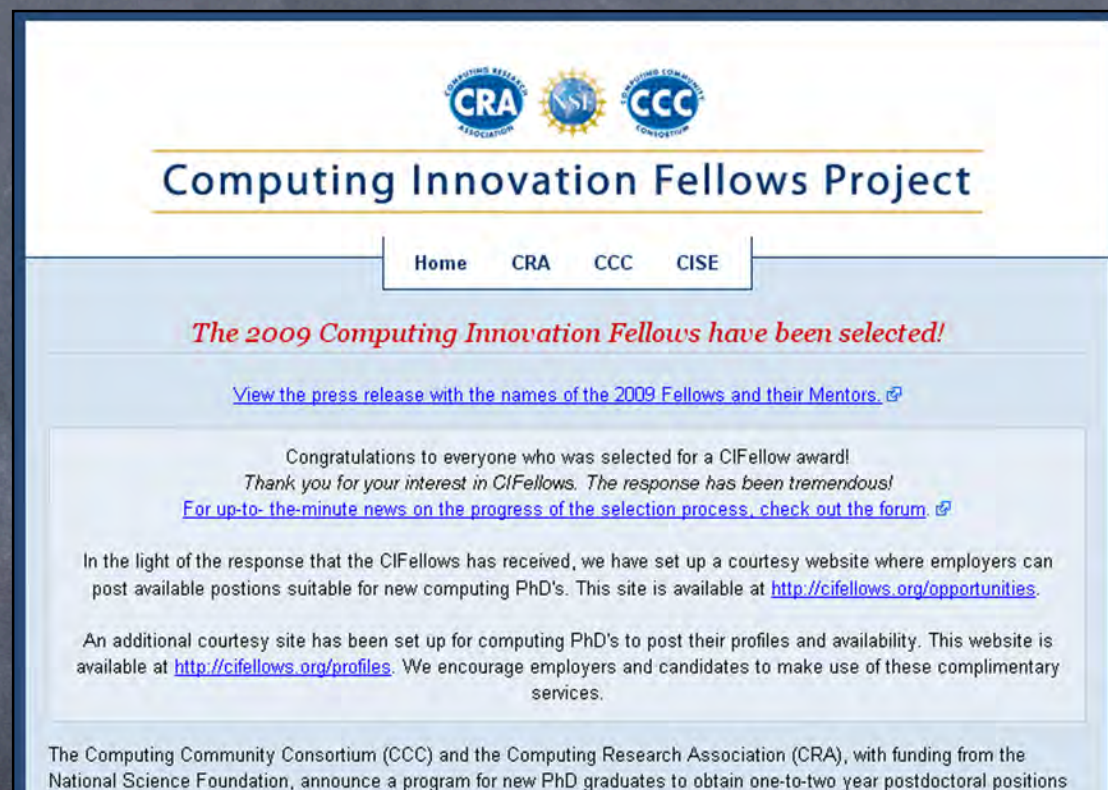 COMPUTING RESEARCH
CRA
ASSOCIATION
NSF
COMPUTING COMMUNITY
CCC
CONSORTIUM
Computing Innovation Fellows Project
Home CRA CCC CISE
The 2009 Computing Innovation Fellows have been selected!
View the press release with the names of the 2009 Fellows and their Mentors.
Congratulations to everyone who was selected for a CIFellow award!
Thank you for your interest in CIFellows. The response has been tremendous!
For up-to- the-minute news on the progress of the selection process, check out the forum.
In the light of the response that the CIFellows has received, we have set up a courtesy website where employers can
post available postions suitable for new computing PhD's. This site is available at http://cifellows.org/opportunities.
An additional courtesy site has been set up for computing PhD's to post their profiles and availability. This website is
available at http://cifellows.org/profiles. We encourage employers and candidates to make use of these complimentary
services.
The Computing Community Consortium (CCC) and the Computing Research Association (CRA), with funding from the
National Science Foundation, announce a program for new PhD graduates to obtain one-to-two year postdoctoral positions